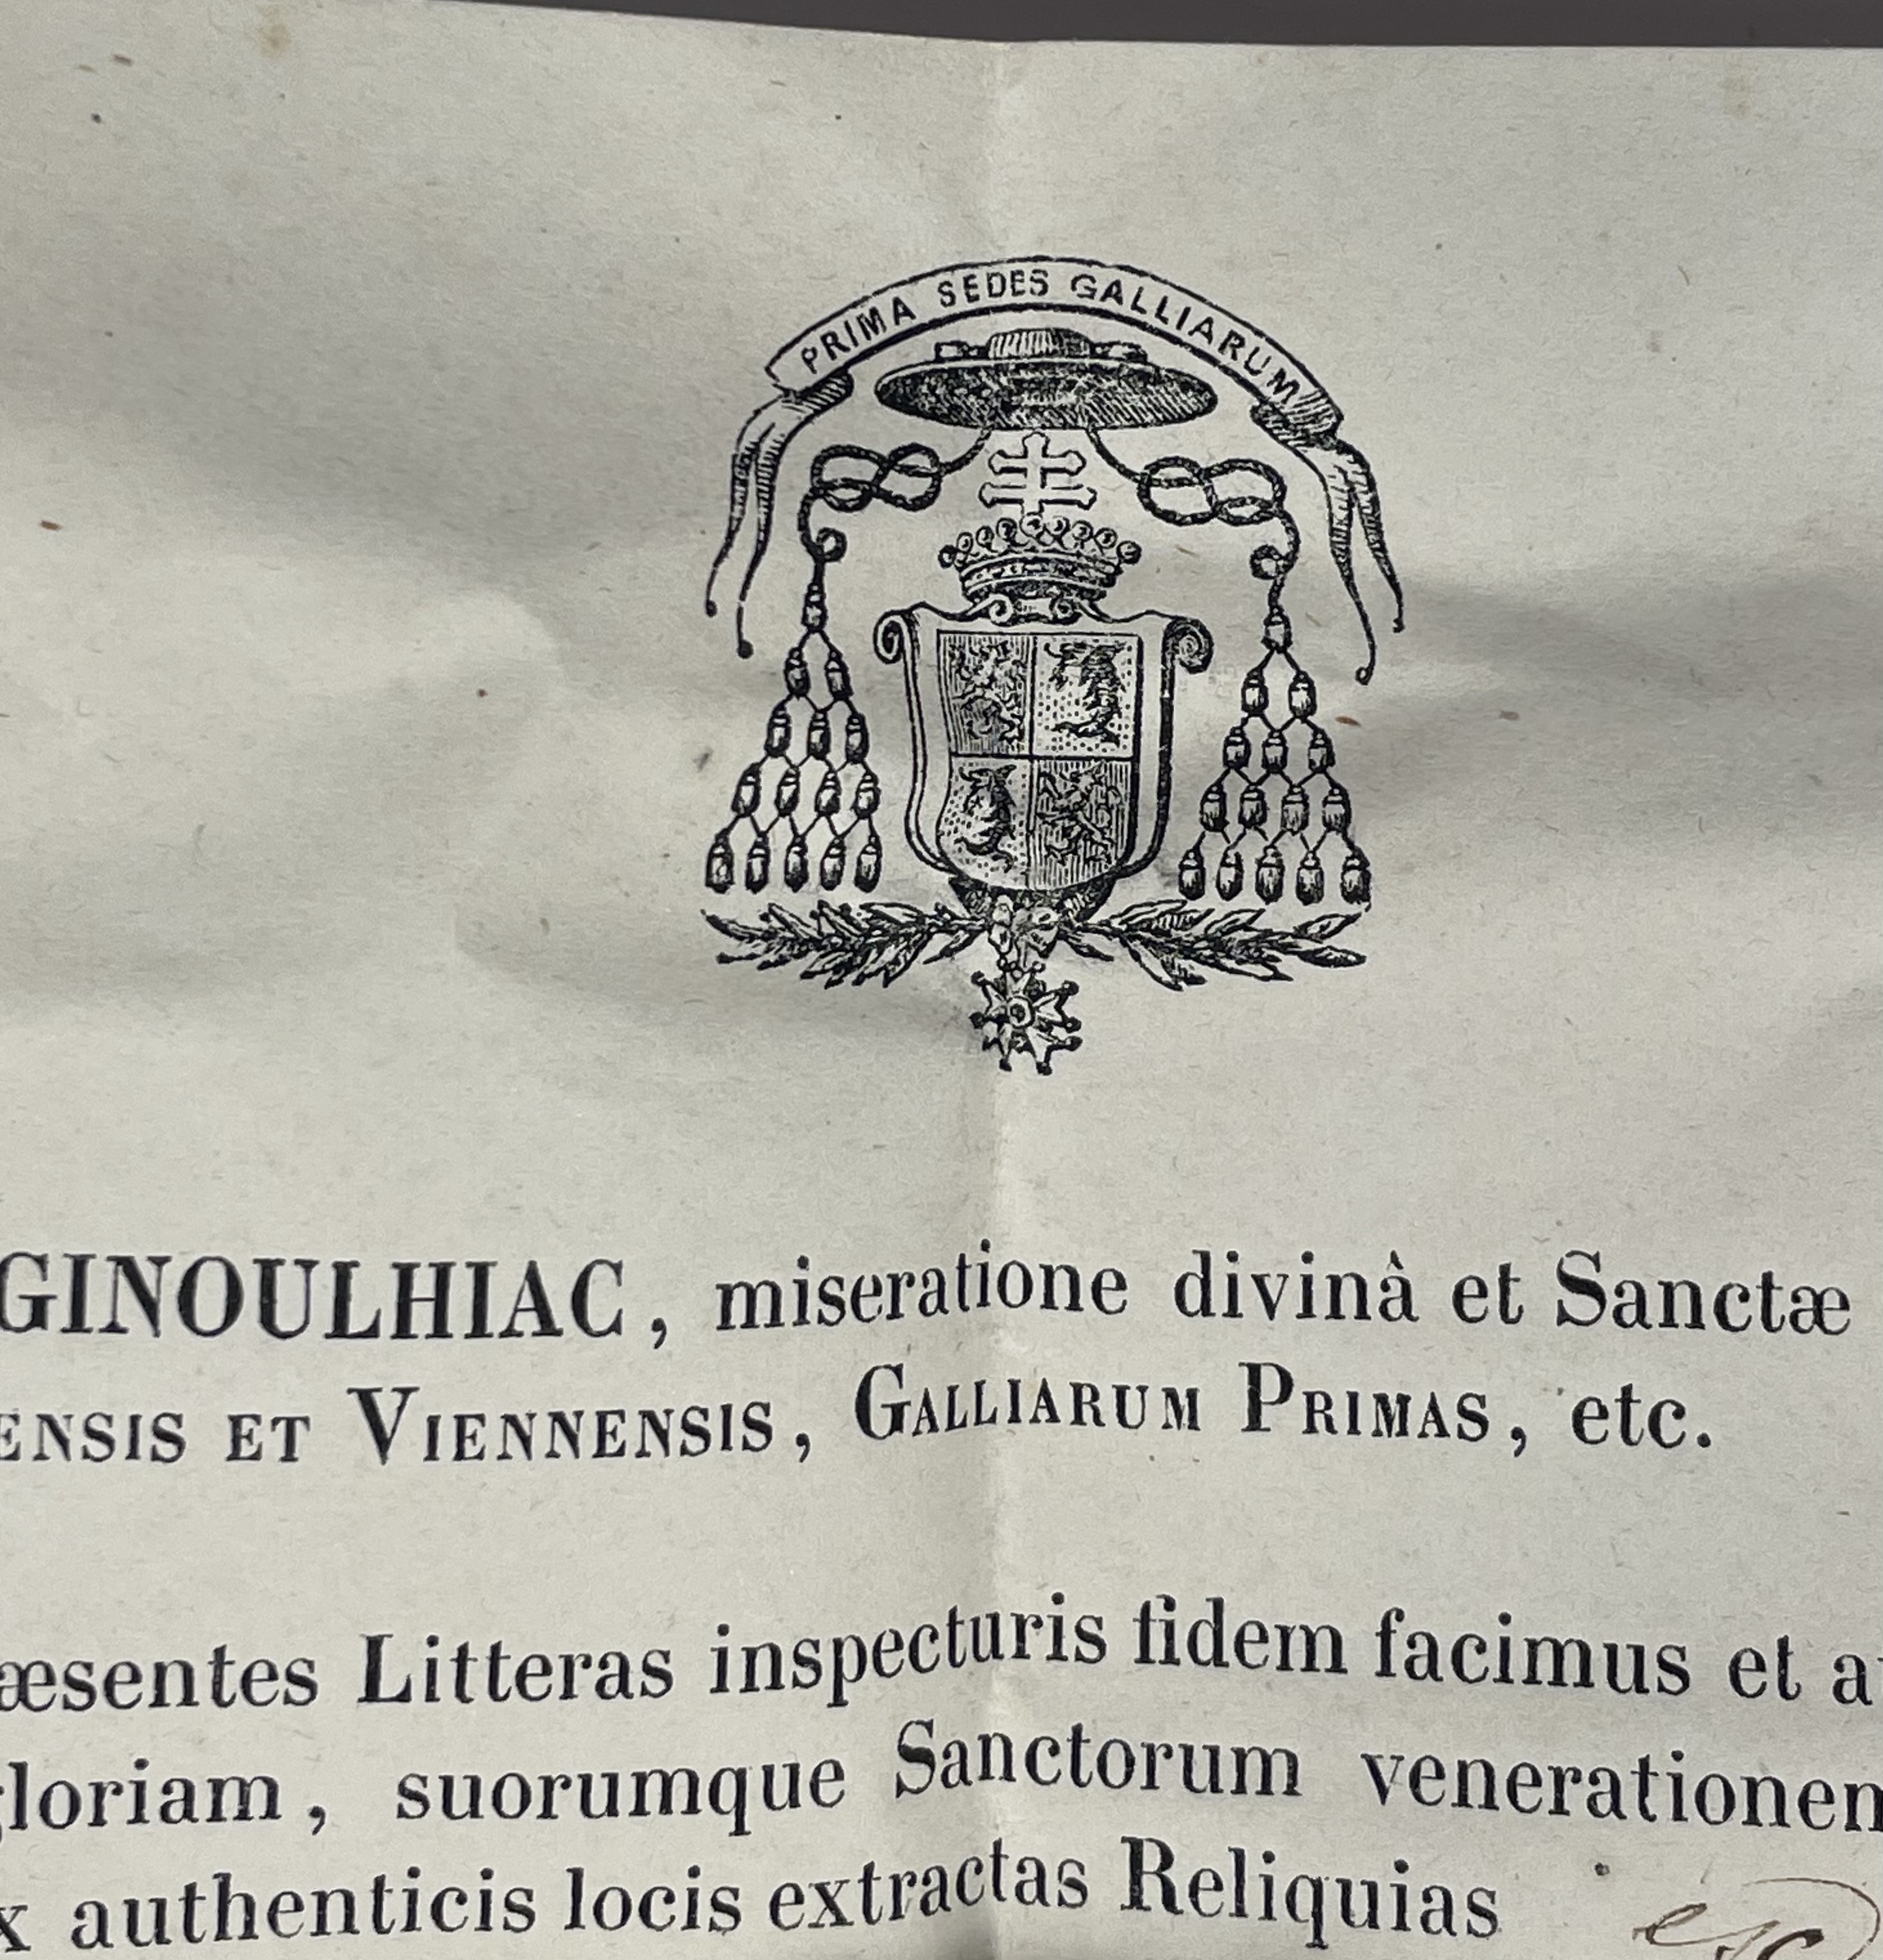 PRIMA SEDES GALLIARUM
GINOULHIAC, miseratione divinâ et Sanctæ
ENSIS ET VIENNENSIS, GALLIARUM PRIMAS, etc.
æsentes Litteras inspecturis fidem facimus et a
gloriam, suorumque Sanctorum venerationem
x authenticis locis extractas Reliquias